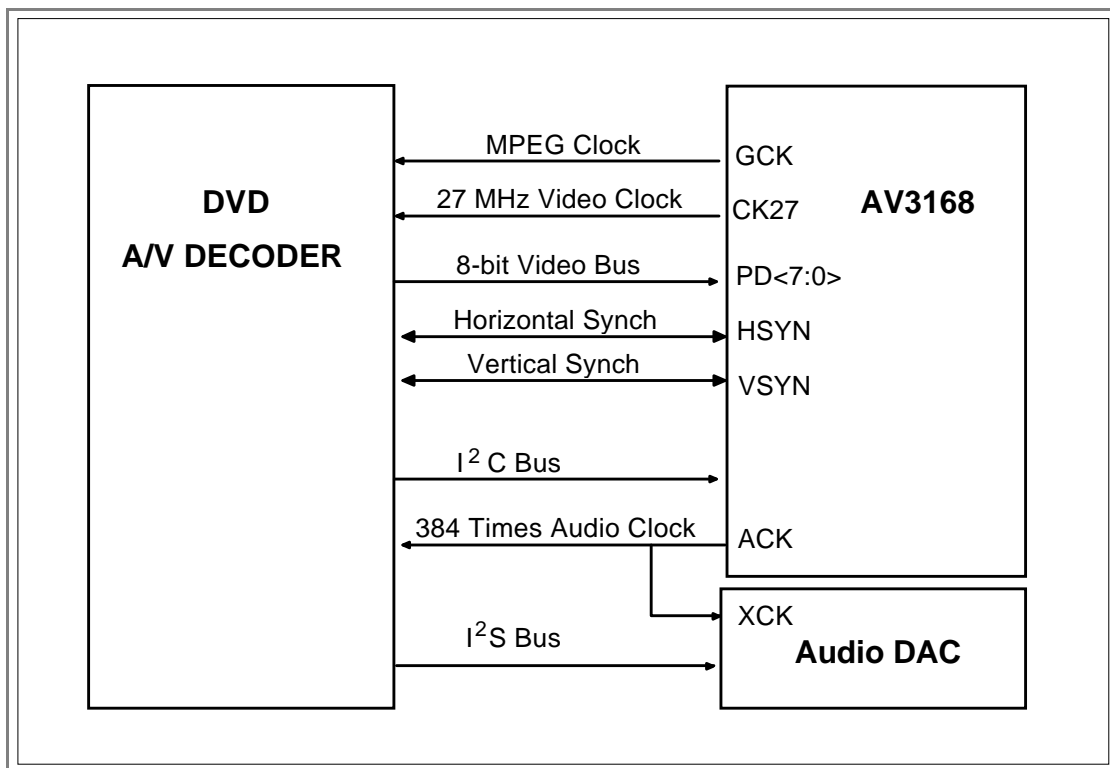 DVD
A/V DECODER
MPEG Clock
GCK
27 MHz Video Clock
CK27
AV3168
8-bit Video Bus
PD<7:0>
Horizontal Synch
HSYN
Vertical Synch
VSYN
I² C Bus
384 Times Audio Clock
ACK
XCK
I²S Bus
Audio DAC